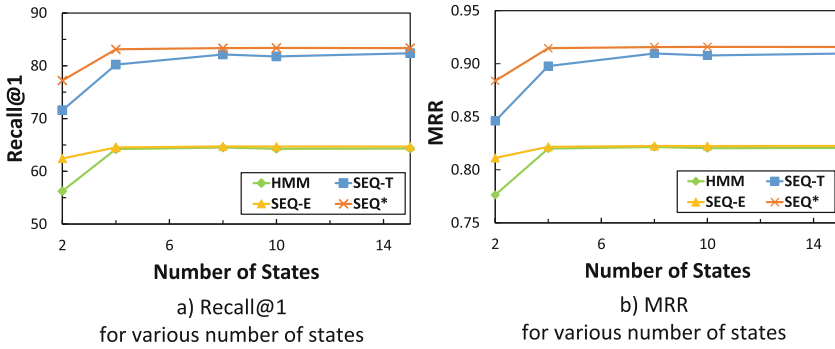 90
80
70
60
50
Recall@1
HMM
SEQ-T
SEQ-E
SEQ*
2
6
10
14
Number of States
a) Recall@1
for various number of states
0.95
0.90
0.85
0.80
0.75
MRR
HMM
SEQ-T
SEQ-E
SEQ*
2
6
10
14
Number of States
b) MRR
for various number of states